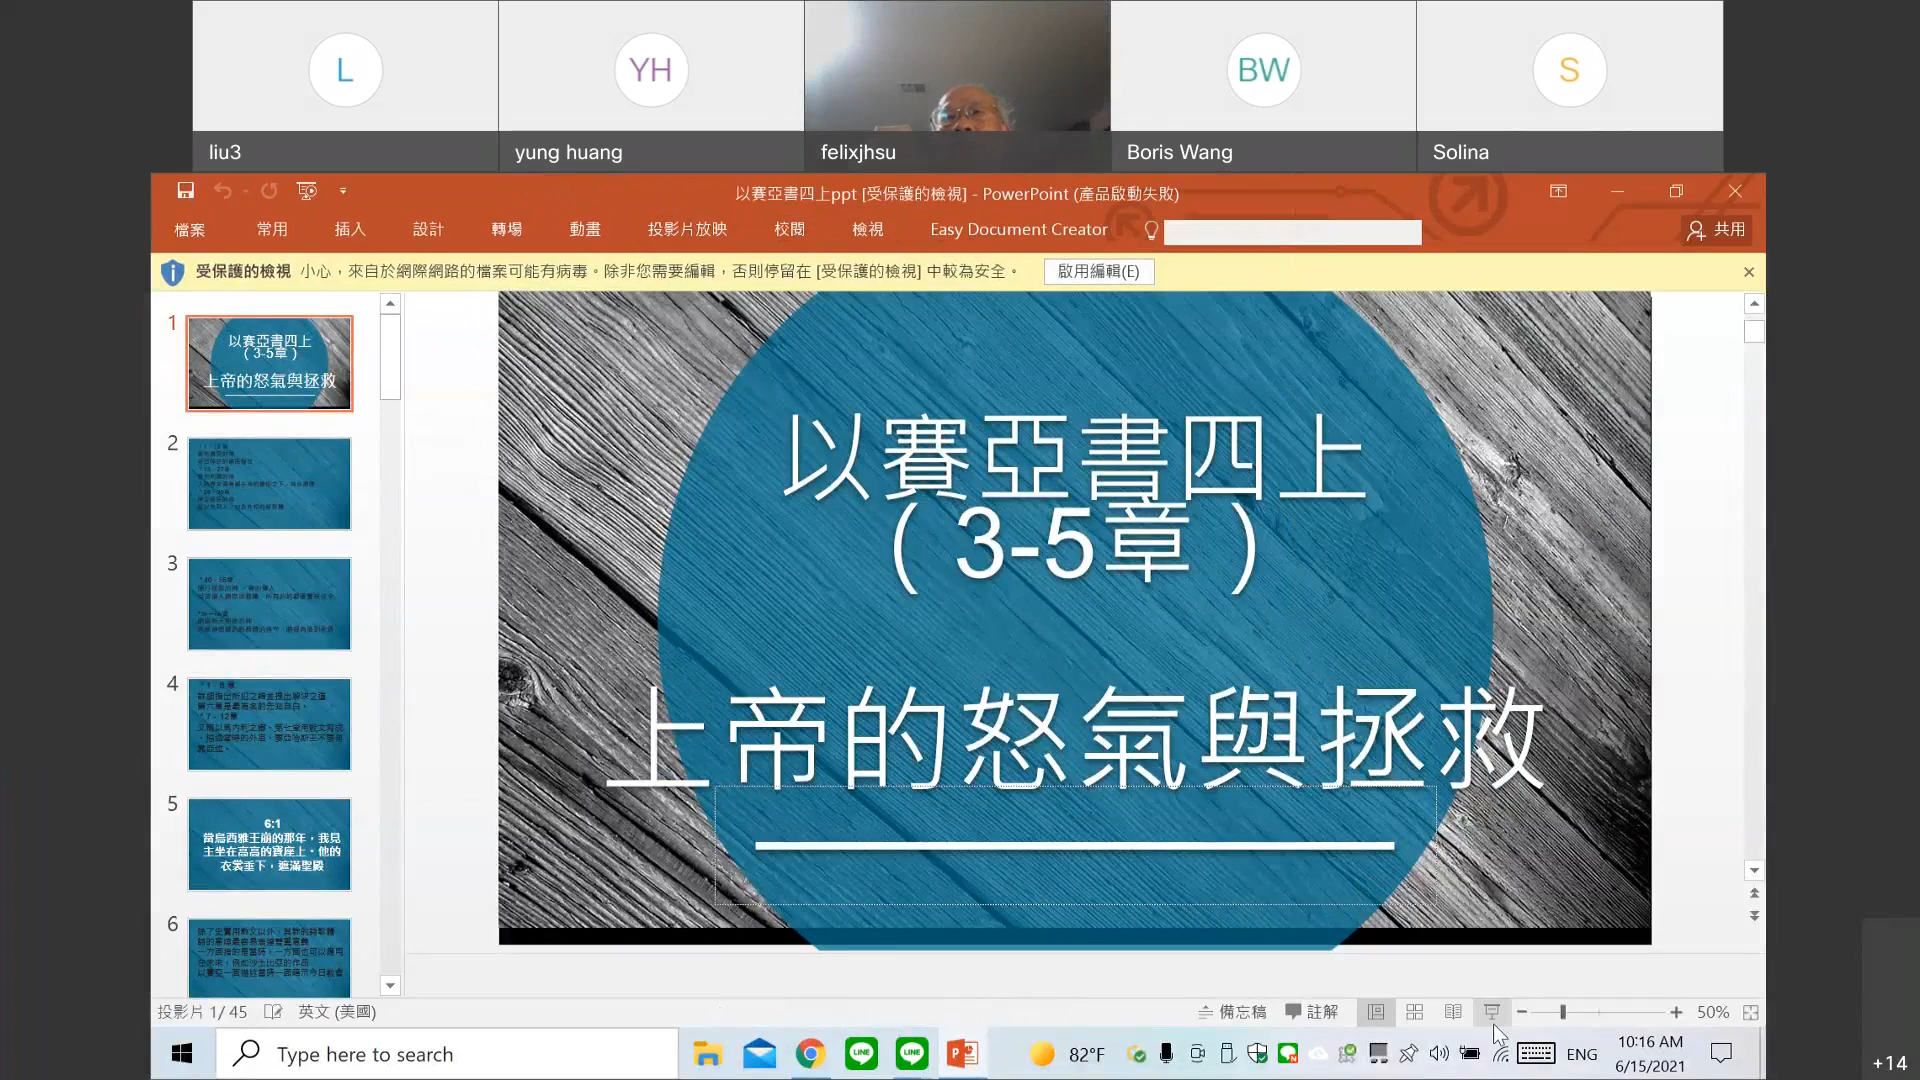 L
YH
BW
S
liu3
yung huang
felixjhsu
Boris Wang
Solina
以賽亞書四上ppt [受保護的檢視] - PowerPoint (產品啟動失敗)
檔案 常用 插入 設計 轉場 動畫 投影片放映 校閱 檢視 Easy Document Creator 共用
受保護的檢視 小心，來自於網際網路的檔案可能有病毒。除非您需要編輯，否則停留在 [受保護的檢視] 中較為安全。 啟用編輯(E)
1
以賽亞書四上
( 3-5章 )
上帝的怒氣與拯救
2
3
4
5
6:1
當烏西雅王崩的那年，我見
主坐在高高的寶座上。他的
衣裳垂下，遮滿聖殿
6
以賽亞書四上
( 3-5章 )
上帝的怒氣與拯救
投影片 1/ 45 英文 (美國) 備忘稿 註解 50%
Type here to search
LINE
LINE
82°F
ENG
10:16 AM
6/15/2021
+14